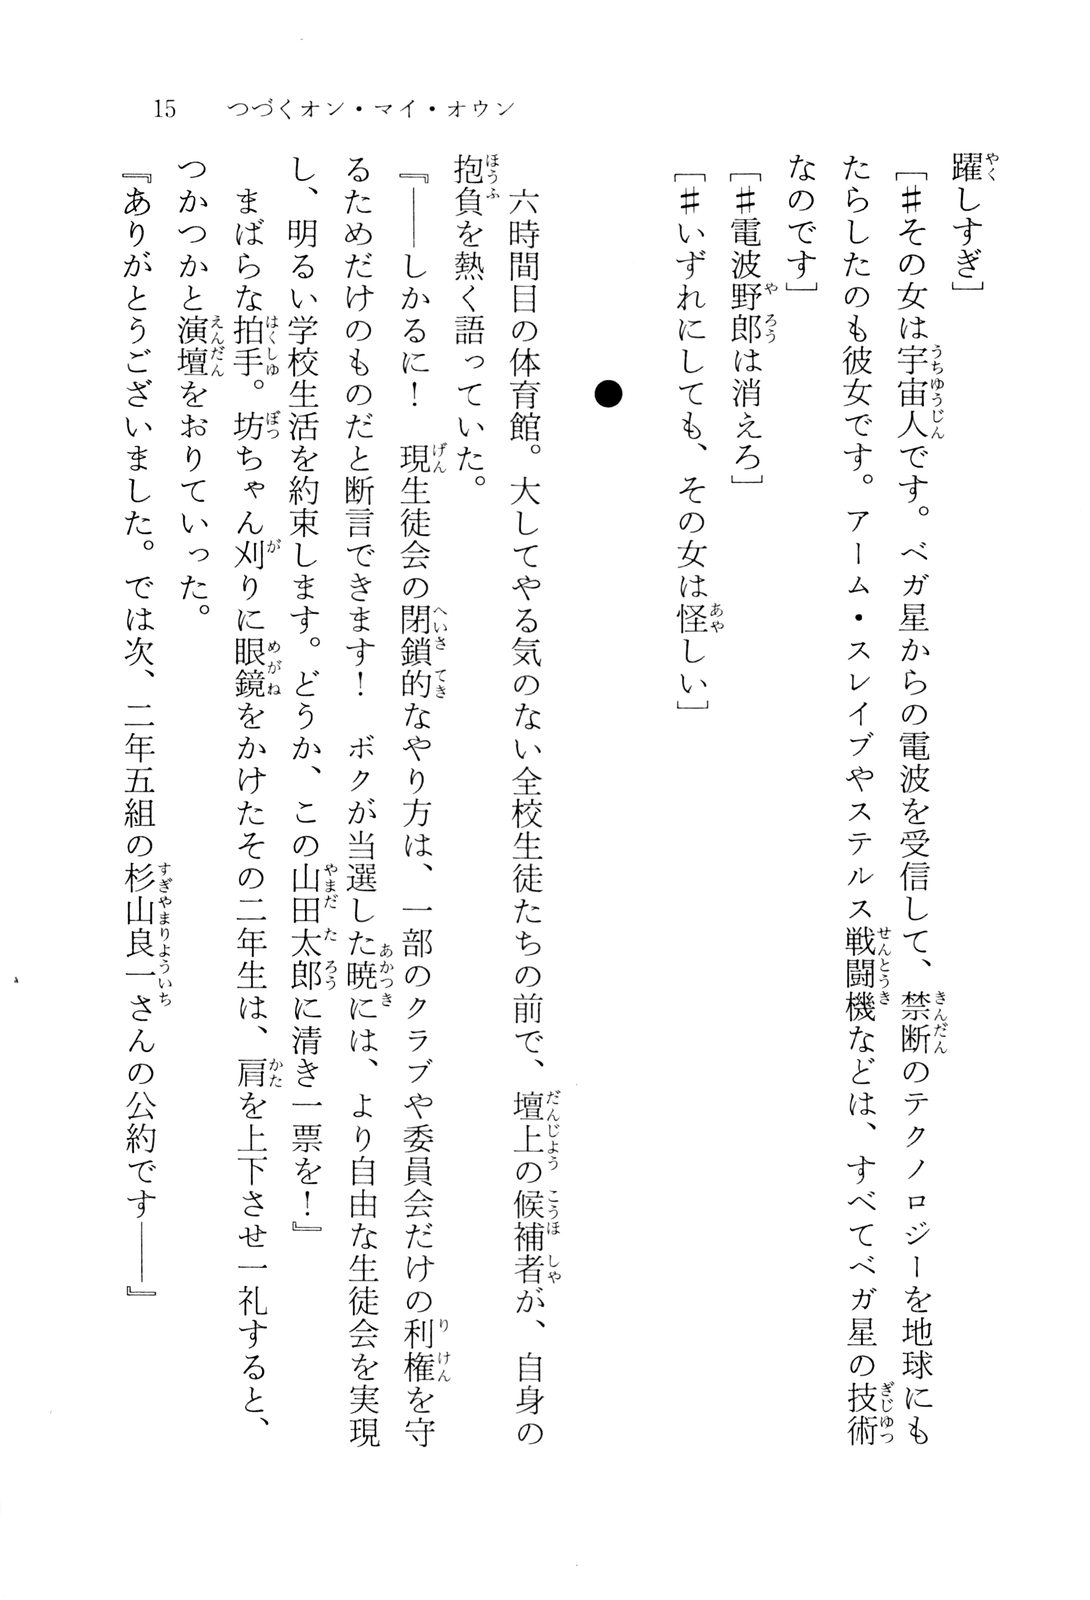 15　つづくオン・マイ・オウン
躍しすぎ］
［♯その女は宇宙人です。ベガ星からの電波を受信して、禁断のテクノロジーを地球にも
たらしたのも彼女です。アーム・スレイブやステルス戦闘機などは、すべてベガ星の技術
なのです］
［♯電波野郎は消えろ］
［♯いずれにしても、その女は怪しい］
●
　六時間目の体育館。大してやる気のない全校生徒たちの前で、壇上の候補者が、自身の
抱負を熱く語っていた。
『――しかるに！　現生徒会の閉鎖的なやり方は、一部のクラブや委員会だけの利権を守
るためだけのものだと断言できます！　ボクが当選した暁には、より自由な生徒会を実現
し、明るい学校生活を約束します。どうか、この山田太郎に清き一票を！』
　まばらな拍手。坊ちゃん刈りに眼鏡をかけたその二年生は、肩を上下させ一礼すると、
つかつかと演壇をおりていった。
『ありがとうございました。では次、二年五組の杉山良一さんの公約です――』